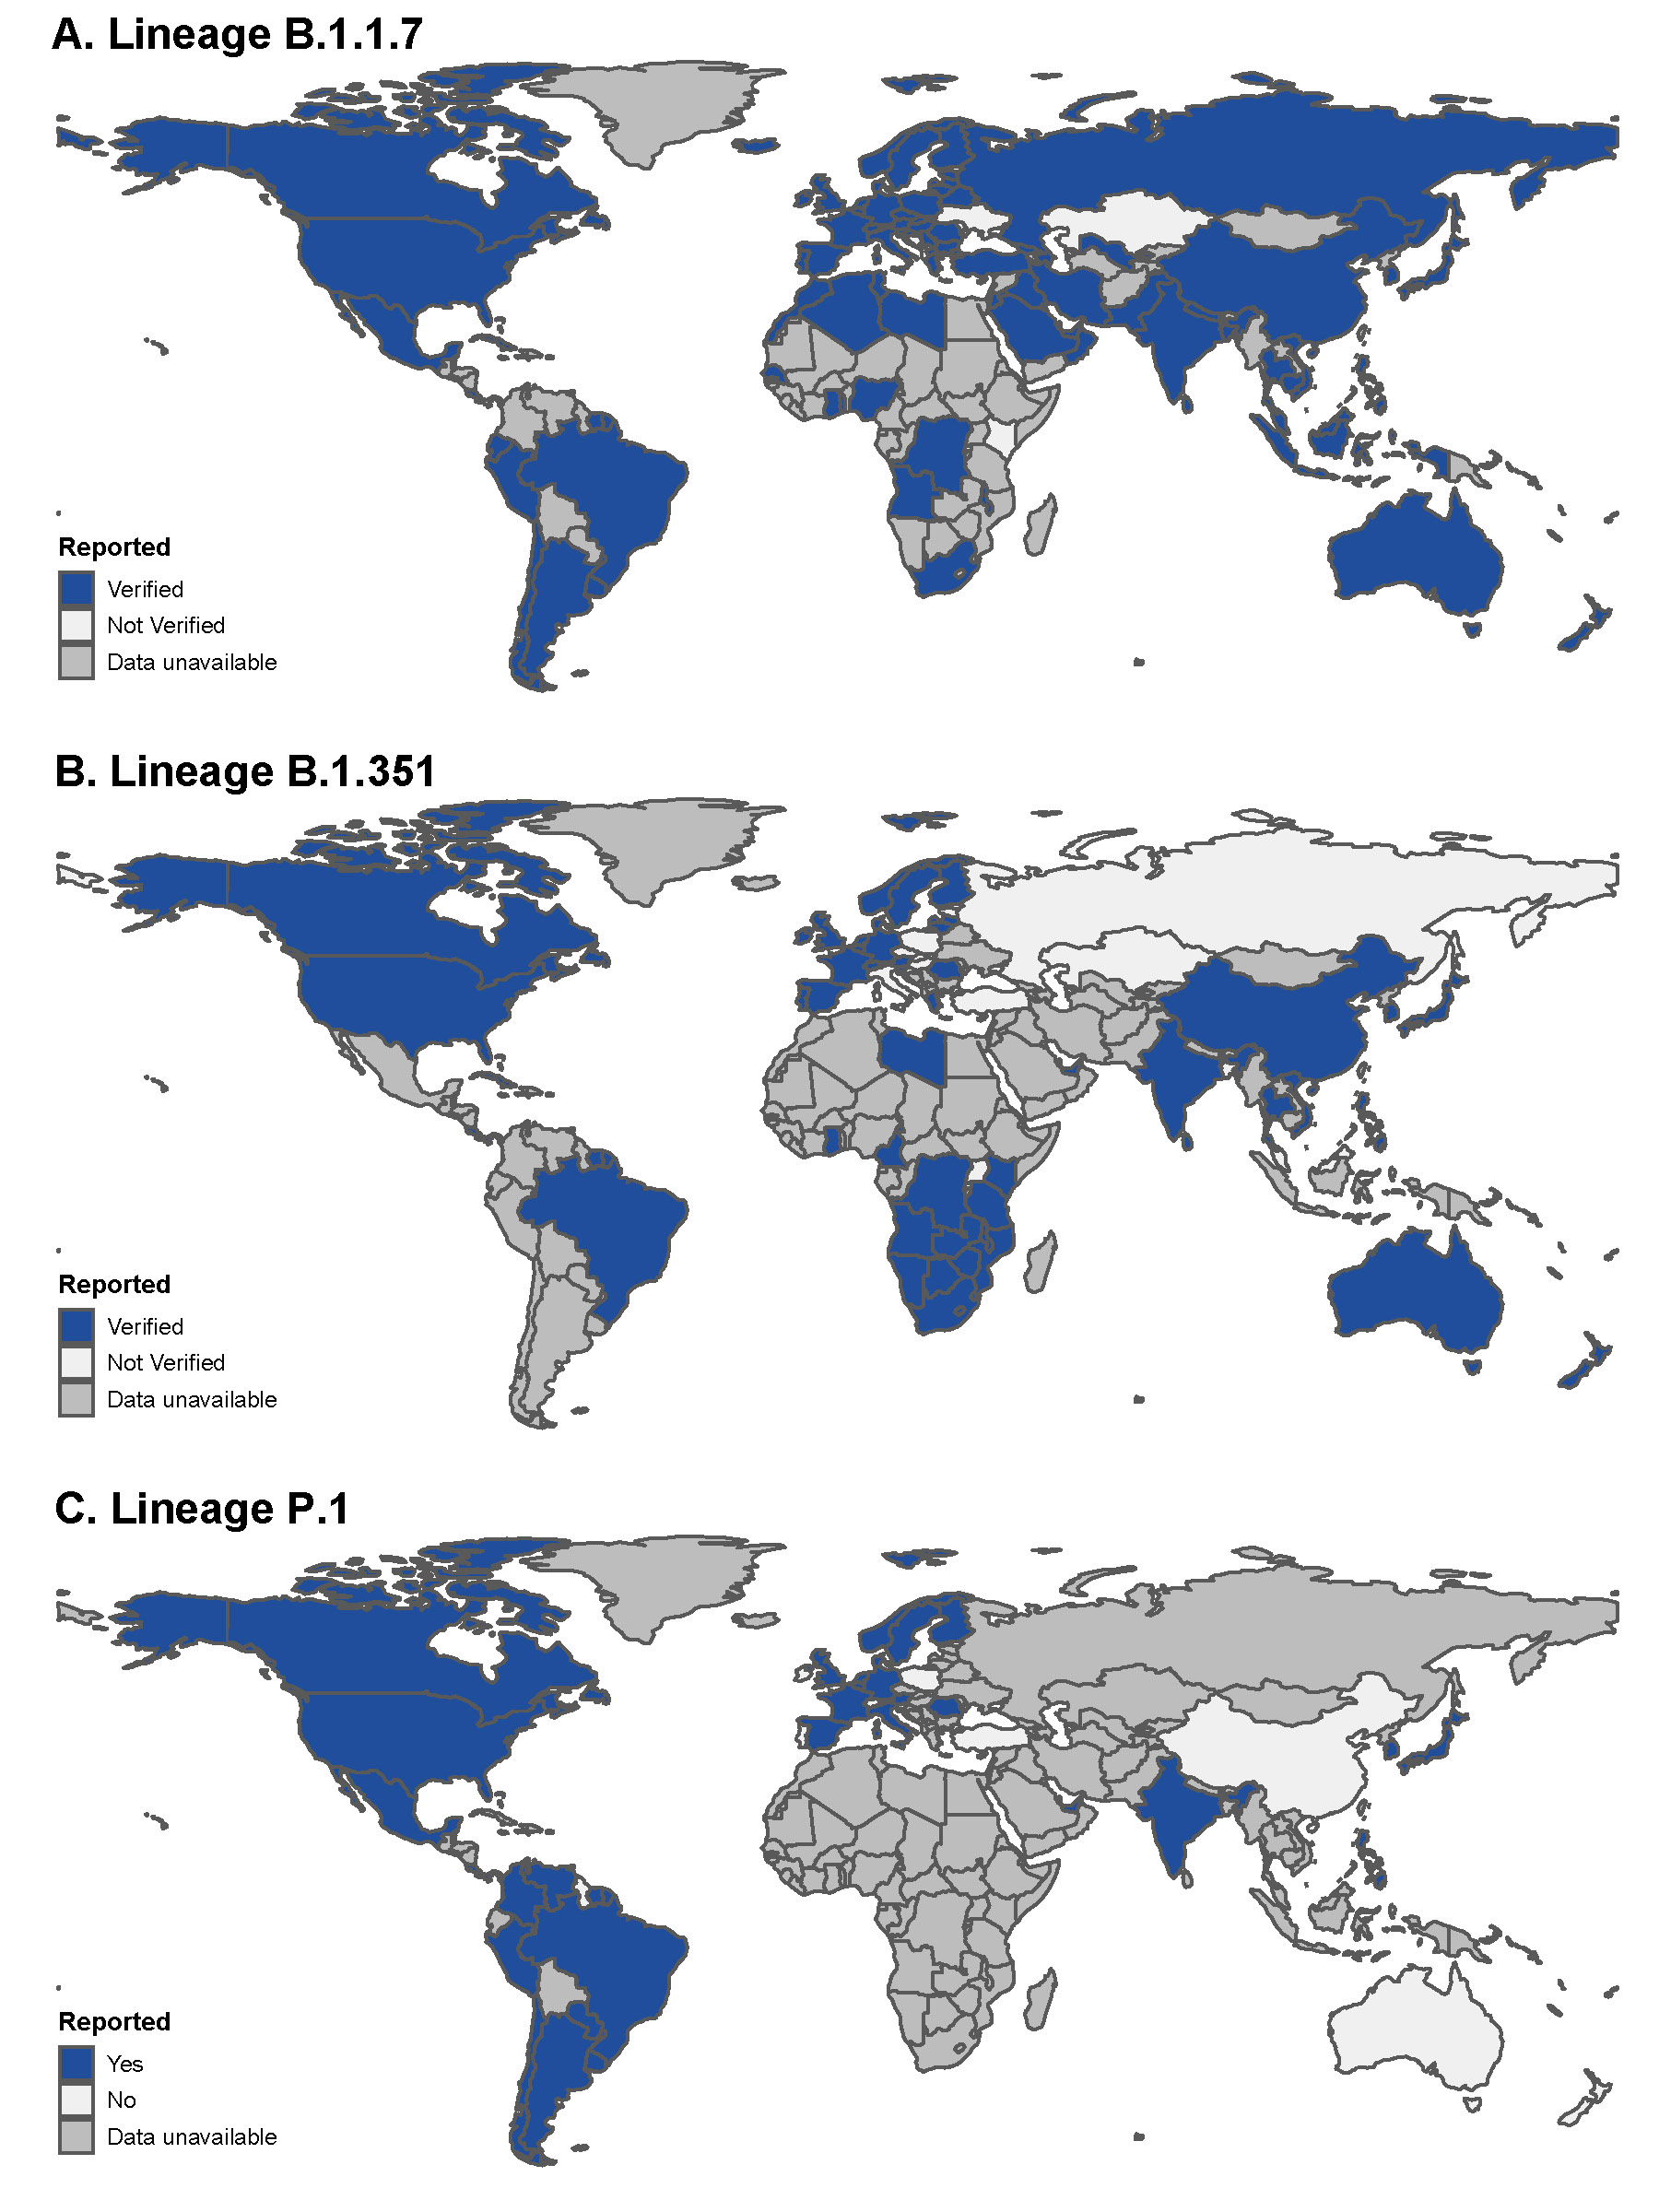 A. Lineage B.1.1.7
Reported
Verified
Not Verified
Data unavailable
B. Lineage B.1.351
Reported
Verified
Not Verified
Data unavailable
C. Lineage P.1
Reported
Yes
No
Data unavailable